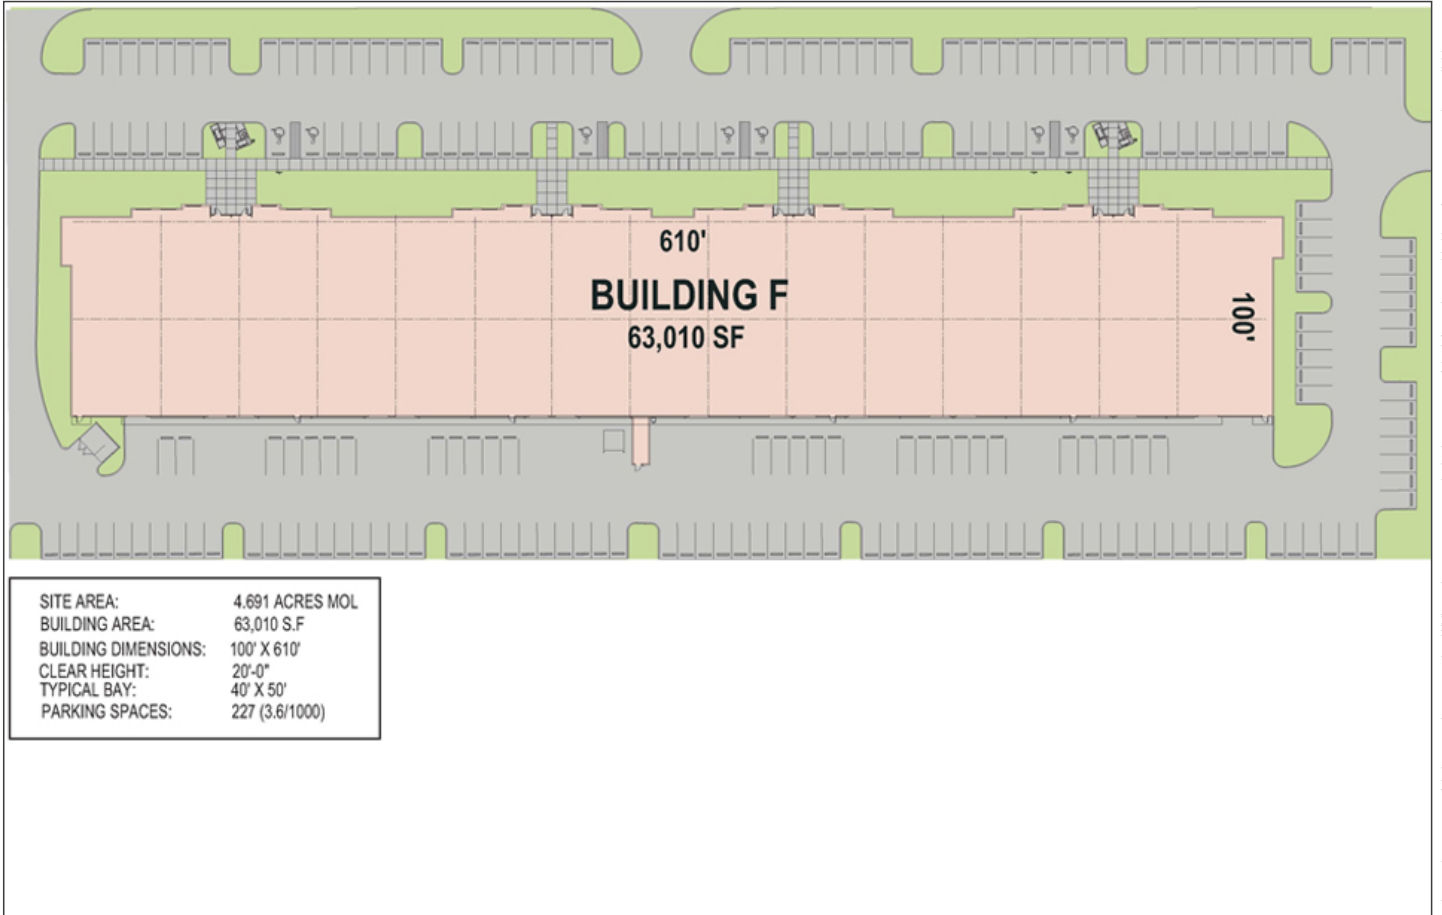 610'
BUILDING F
63,010 SF
100'
SITE AREA: 4.691 ACRES MOL
BUILDING AREA: 63,010 S.F
BUILDING DIMENSIONS: 100' X 610'
CLEAR HEIGHT: 20'-0"
TYPICAL BAY: 40' X 50'
PARKING SPACES: 227 (3.6/1000)